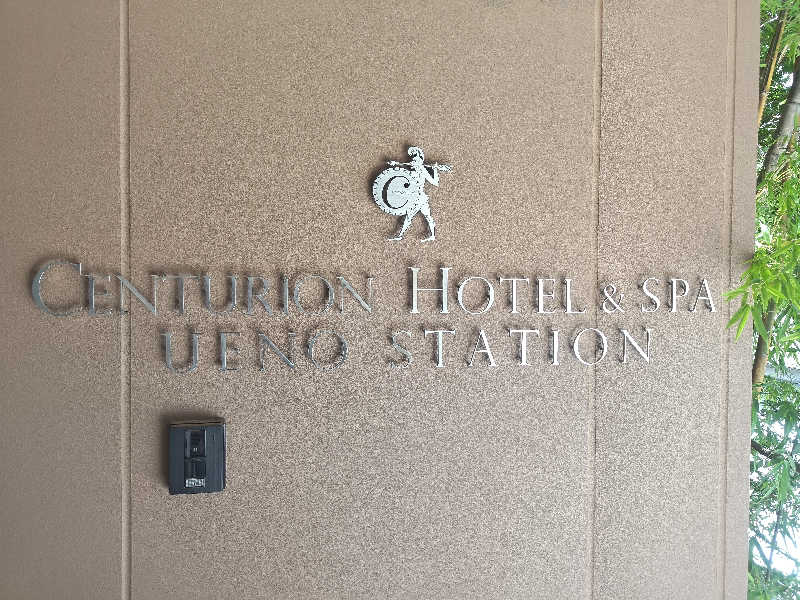 C
CENTURION HOTEL & SPA
UENO STATION